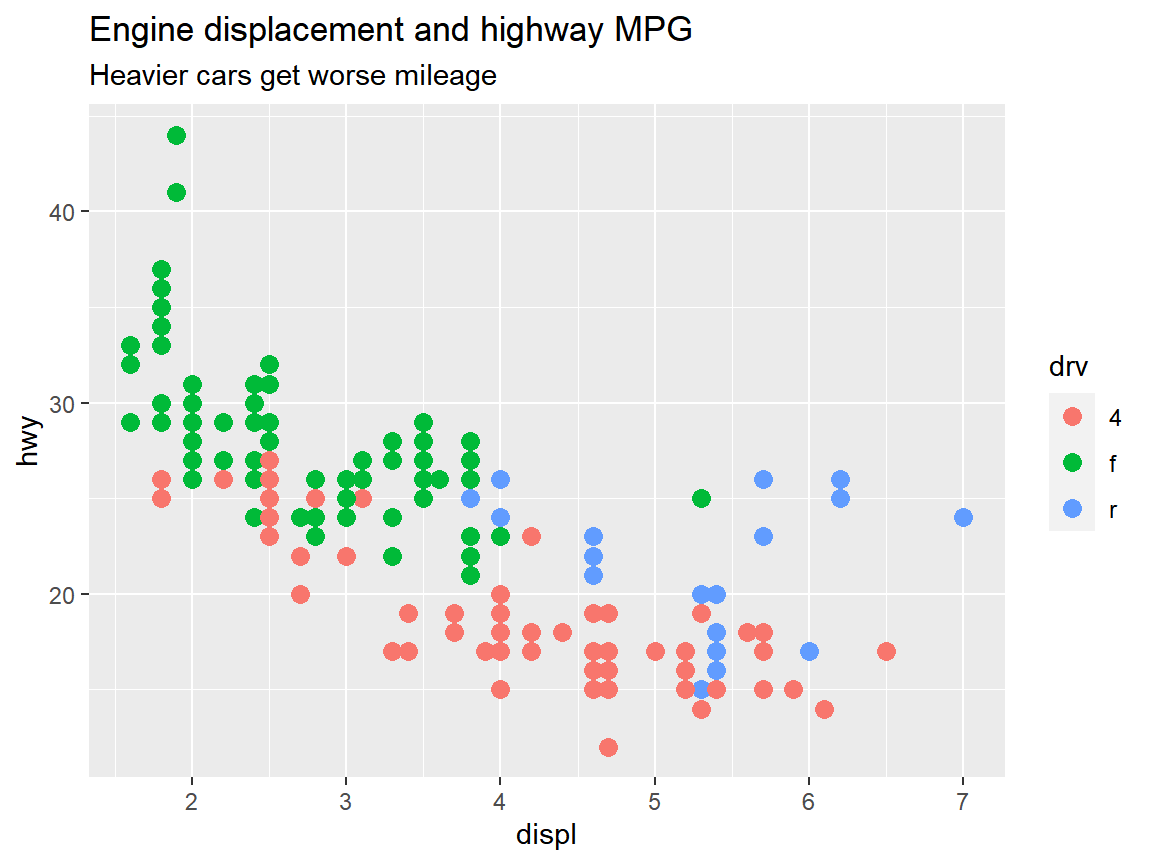 Engine displacement and highway MPG
Heavier cars get worse mileage
hwy
40
30
20
2 3 4 5 6 7
displ
drv
4
f
r